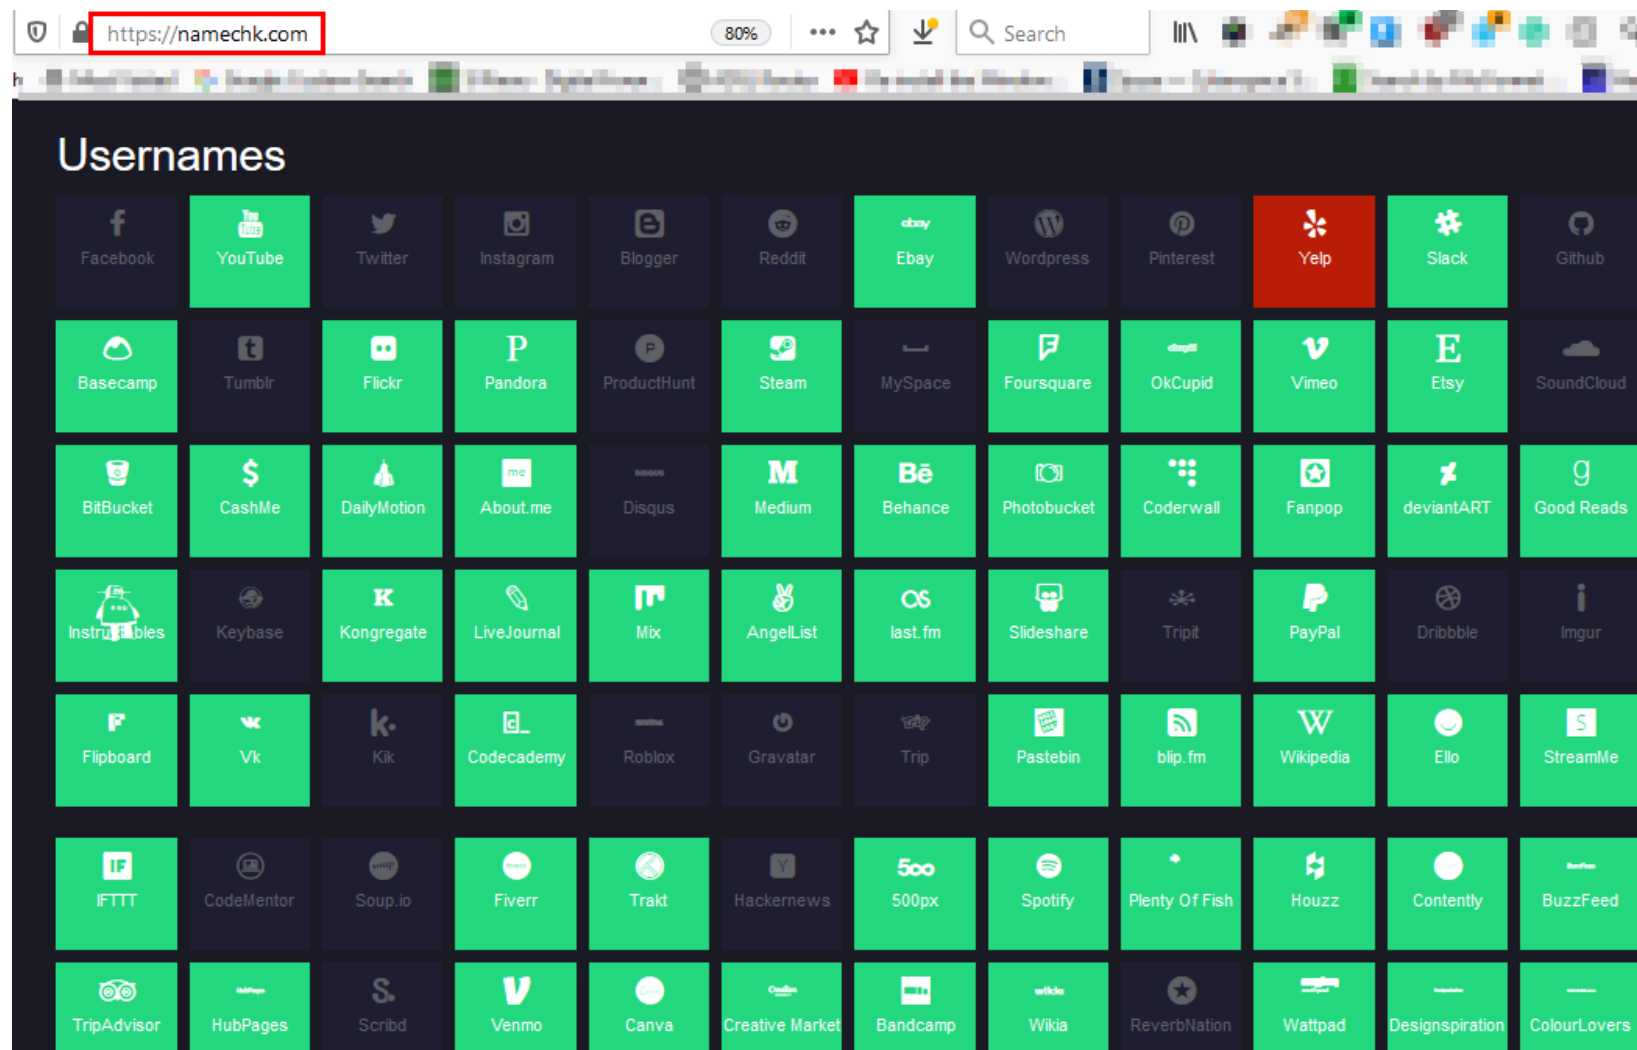 https://namechk.com
80%
Search
Usernames
Facebook YouTube Twitter Instagram Blogger Reddit Ebay Wordpress Pinterest Yelp Slack Github
Basecamp Tumblr Flickr Pandora ProductHunt Steam MySpace Foursquare OkCupid Vimeo Etsy SoundCloud
BitBucket CashMe DailyMotion About.me Disqus Medium Behance Photobucket Coderwall Fanpop deviantART Good Reads
Instructables Keybase Kongregate LiveJournal Mix AngelList last.fm Slideshare Tripit PayPal Dribbble Imgur
Flipboard Vk Kik Codecademy Roblox Gravatar Trip Pastebin blip.fm Wikipedia Ello StreamMe
IFTTT CodeMentor Soup.io Fiverr Trakt Hackernews 500px Spotify Plenty Of Fish Houzz Contently BuzzFeed
TripAdvisor HubPages Scribd Venmo Canva Creative Market Bandcamp Wikia ReverbNation Wattpad Designspiration ColourLovers